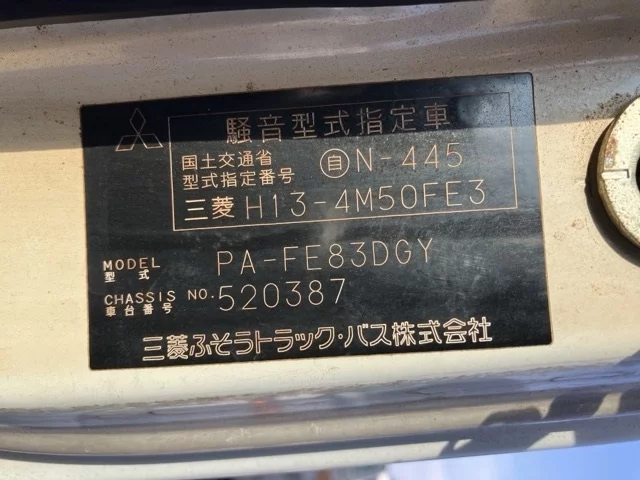 騒音型式指定車
国土交通省
型式指定番号 自N-445
三菱 H13-4M50FE3
MODEL
型式 PA-FE83DGY
CHASSIS NO.
車台番号 520387
三菱ふそうトラック・バス株式会社